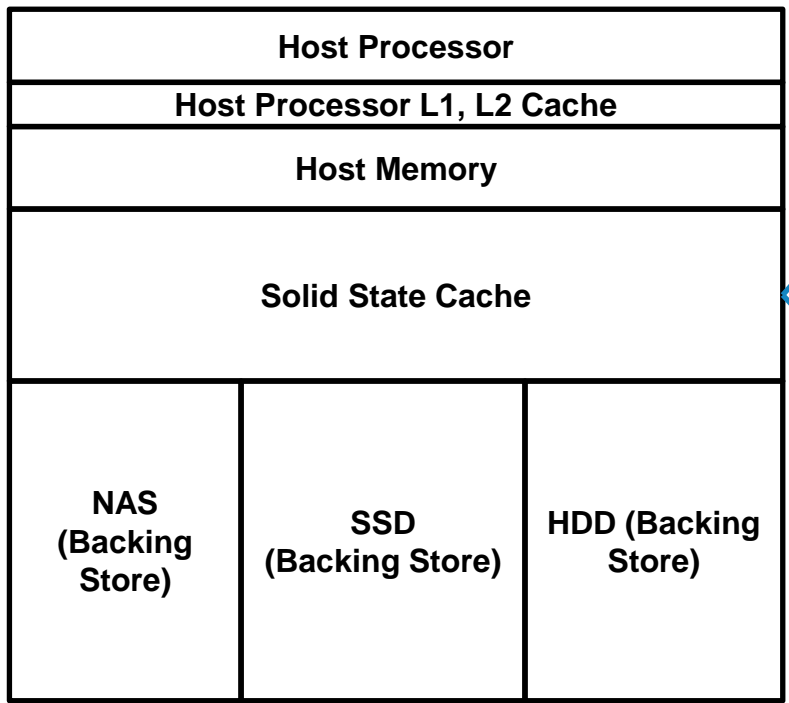 Host Processor
Host Processor L1, L2 Cache
Host Memory
Solid State Cache
NAS
(Backing
Store)
SSD
(Backing Store)
HDD (Backing
Store)